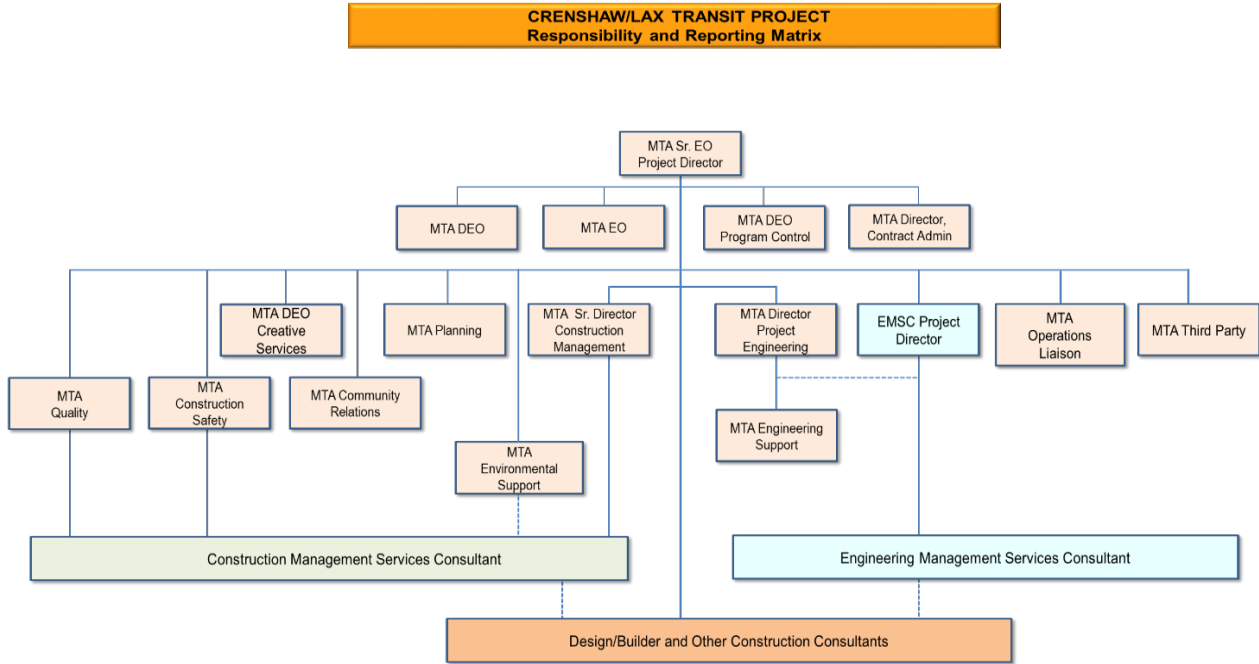 CRENSHAW/LAX TRANSIT PROJECT
Responsibility and Reporting Matrix
MTA Sr. EO
Project Director
MTA DEO
MTA EO
MTA DEO
Program Control
MTA Director,
Contract Admin
MTA DEO
Creative
Services
MTA Planning
MTA Sr. Director
Construction
Management
MTA Director
Project
Engineering
EMSC Project
Director
MTA
Operations
Liaison
MTA Third Party
MTA
Quality
MTA
Construction
Safety
MTA Community
Relations
MTA Engineering
Support
MTA
Environmental
Support
Construction Management Services Consultant
Engineering Management Services Consultant
Design/Builder and Other Construction Consultants